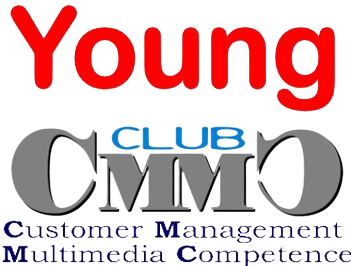 Young
CLUB
CMMC
Customer Management
Multimedia Competence